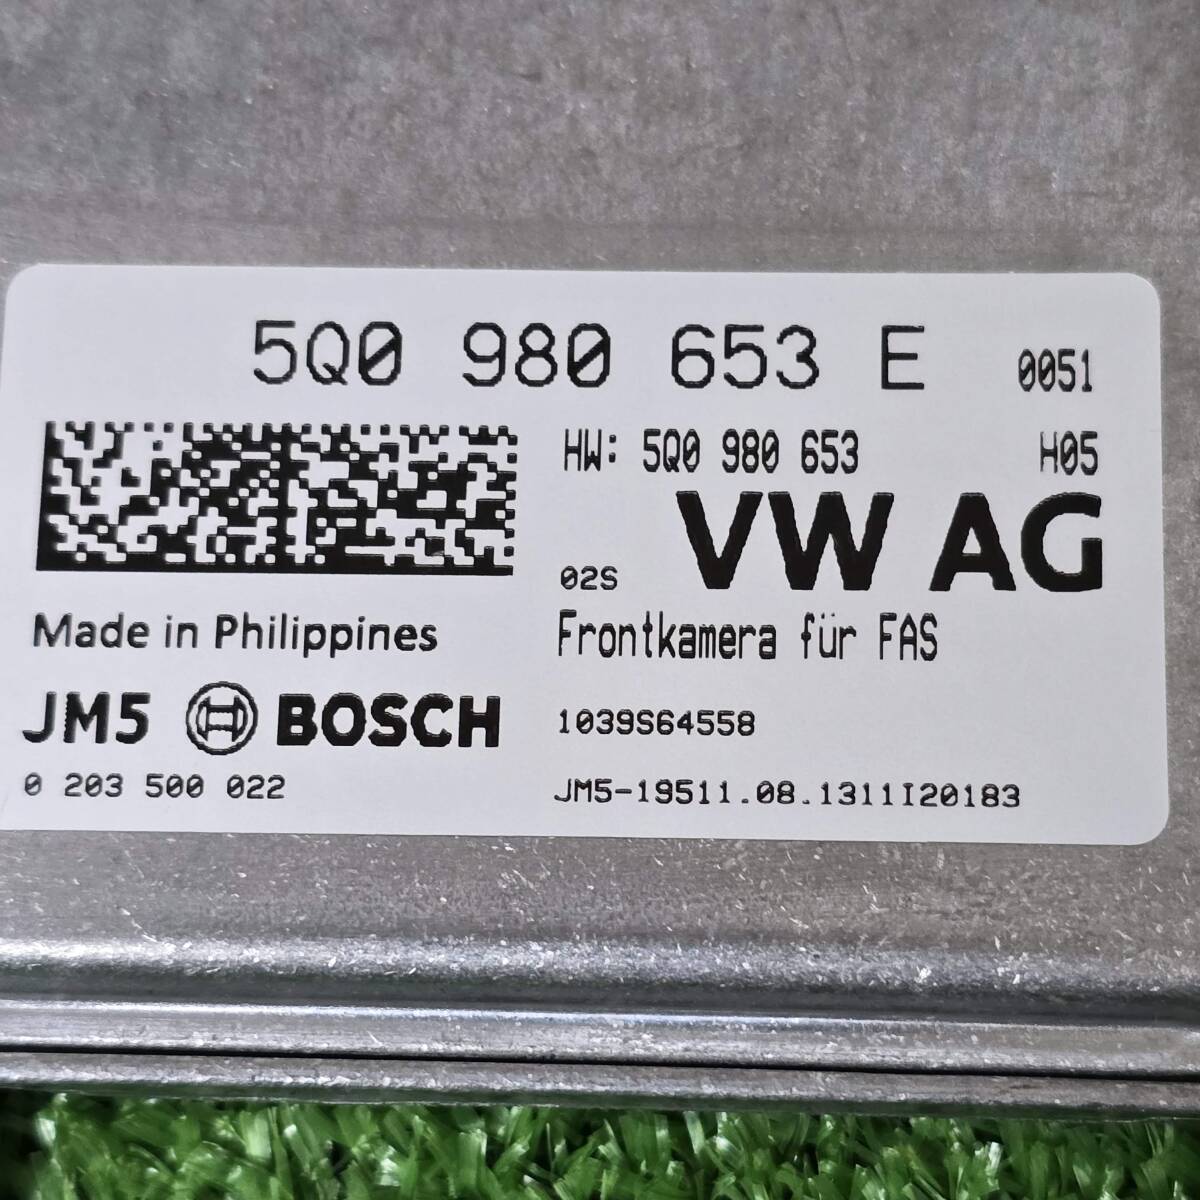 5Q0 980 653 E 0051
HW: 5Q0 980 653 H05
02S VW AG
Made in Philippines
Frontkamera für FAS
JM5 BOSCH
1039S64558
0 203 500 022
JM5-19511.08.1311I20183